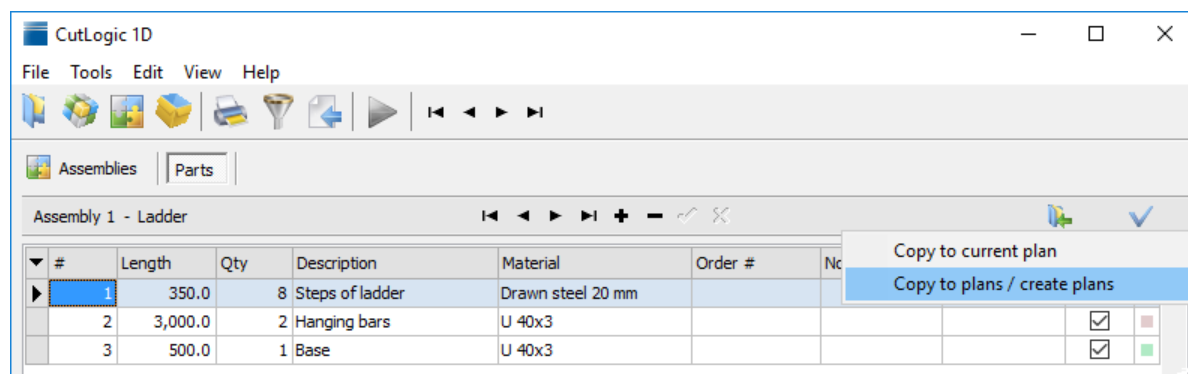 CutLogic 1D
File Tools Edit View Help
Assemblies Parts
Assembly 1 - Ladder
Copy to current plan
# Length Qty Description Material Order #
Copy to plans / create plans
1 350.0 8 Steps of ladder Drawn steel 20 mm
2 3,000.0 2 Hanging bars U 40x3
3 500.0 1 Base U 40x3